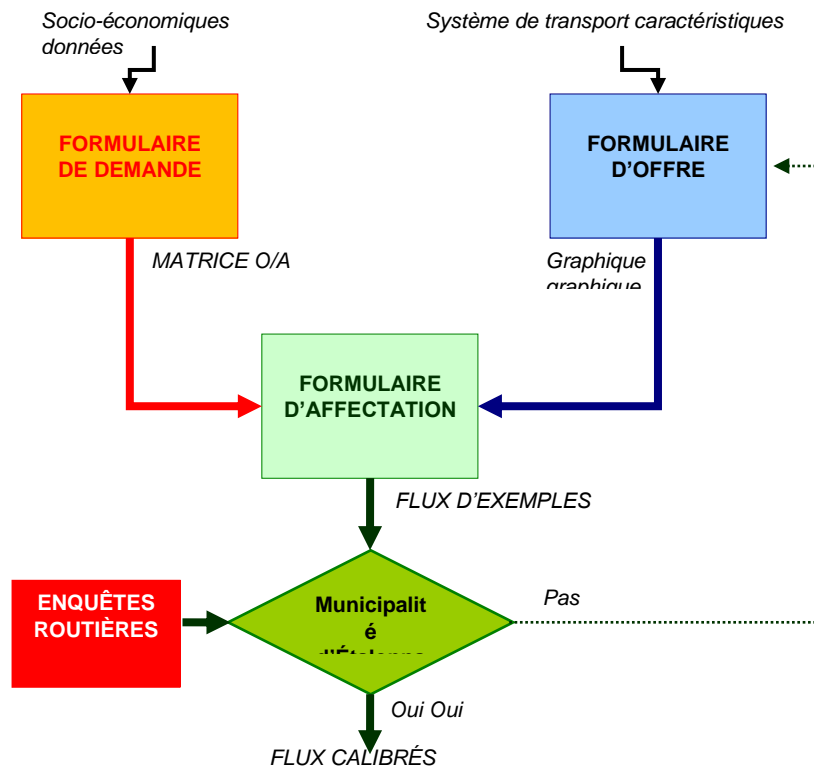 Socio-économiques
données
Système de transport caractéristiques
FORMULAIRE
DE DEMANDE
FORMULAIRE
D'OFFRE
MATRICE O/A
Graphique
graphique
FORMULAIRE
D'AFFECTATION
FLUX D'EXEMPLES
ENQUÊTES
ROUTIÈRES
Municipalit
é
Pas
Oui Oui
FLUX CALIBRÉS